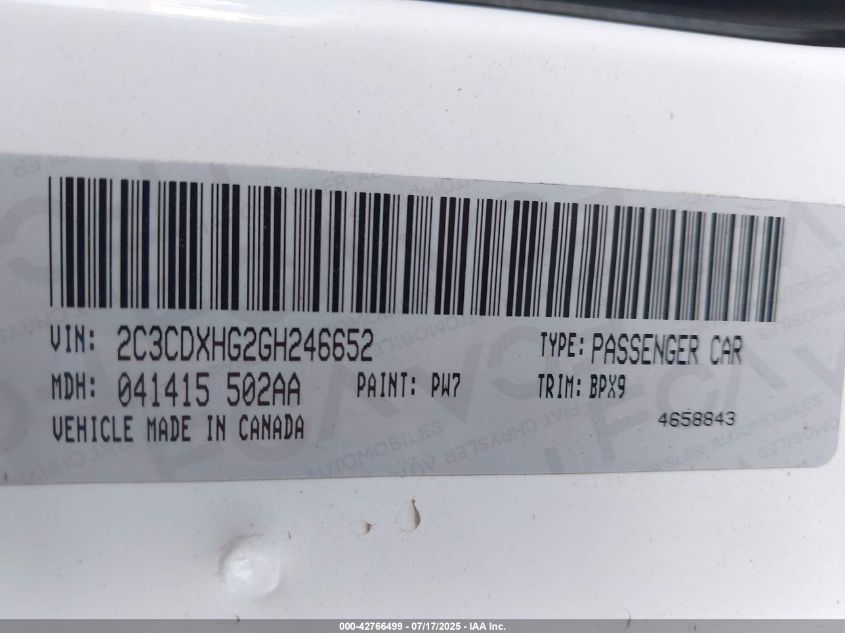 VIN: 2C3CDXHG2GH246652 TYPE: PASSENGER CAR
MDH: 041415 502AA PAINT: PW7 TRIM: BPX9
VEHICLE MADE IN CANADA 4658843
000-42766499 - 07/17/2025 - IAA Inc.